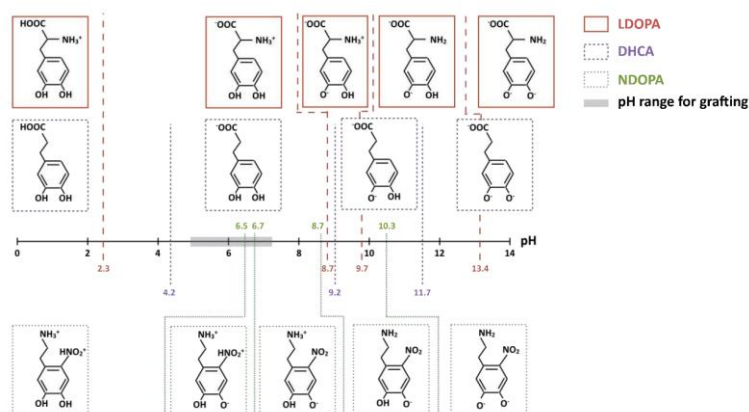 HOOC NH₃⁺ OH OH
⁻OOC NH₃⁺ OH OH
⁻OOC NH₃⁺ O⁻ OH
⁻OOC NH₂ O⁻ OH
⁻OOC NH₂ O⁻ O⁻
LDOPA
DHCA
NDOPA
pH range for grafting
HOOC OH OH
⁻OOC OH OH
⁻OOC O⁻ OH
⁻OOC O⁻ O⁻
6.5 6.7 8.7 10.3
pH
0 2 4 6 8 10 12 14
2.3 8.7 9.7 13.4
4.2 9.2 11.7
NH₃⁺ HNO₂⁺ OH OH
NH₃⁺ HNO₂⁺ OH O⁻
NH₃⁺ NO₂ OH O⁻
NH₂ NO₂ OH O⁻
NH₂ NO₂ O⁻ O⁻